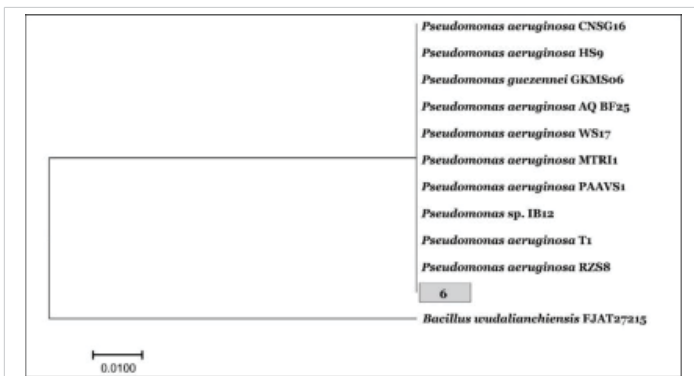 Pseudomonas aeruginosa CNSG16
Pseudomonas aeruginosa HS9
Pseudomonas guezennei GKMS06
Pseudomonas aeruginosa AQ BF25
Pseudomonas aeruginosa WS17
Pseudomonas aeruginosa MTRI1
Pseudomonas aeruginosa PAAVS1
Pseudomonas sp. IB12
Pseudomonas aeruginosa T1
Pseudomonas aeruginosa RZS8
6
Bacillus wudalianchiensis FJAT27215
0.0100